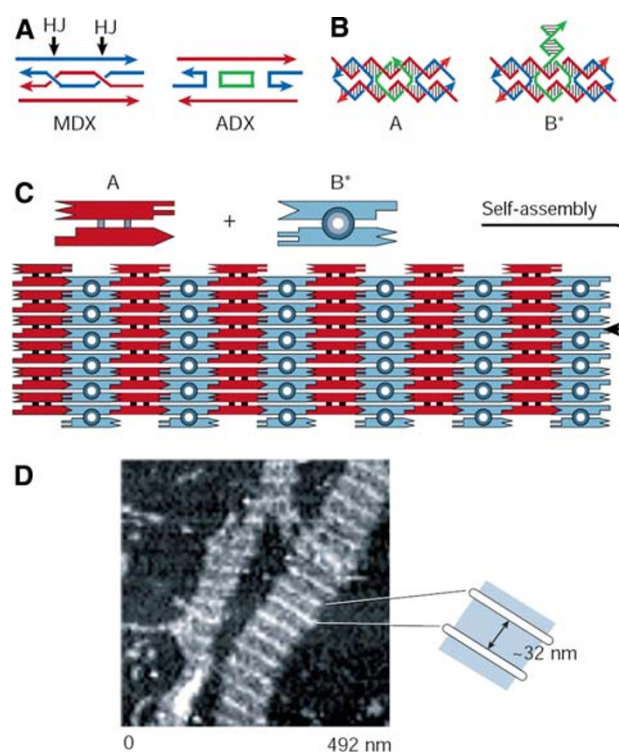 A
HJ HJ
MDX
ADX
B
A
B*
C
A
+
B*
Self-assembly
D
~32 nm
0
492 nm